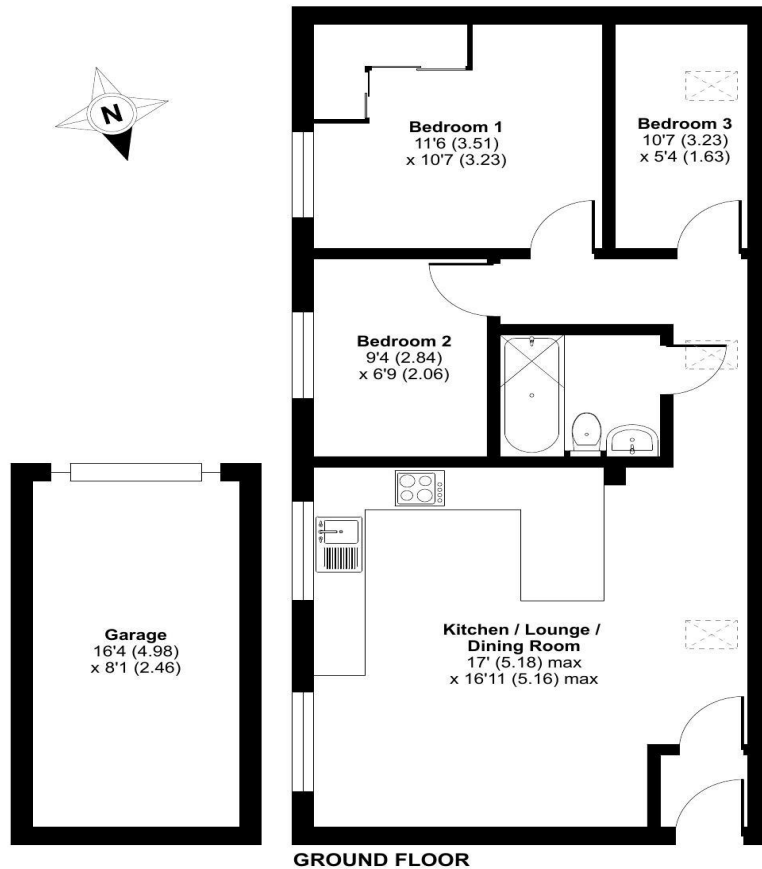 N
Bedroom 1
11'6 (3.51)
x 10'7 (3.23)
Bedroom 3
10'7 (3.23)
x 5'4 (1.63)
Bedroom 2
9'4 (2.84)
x 6'9 (2.06)
Garage
16'4 (4.98)
x 8'1 (2.46)
Kitchen / Lounge /
Dining Room
17' (5.18) max
x 16'11 (5.16) max
GROUND FLOOR